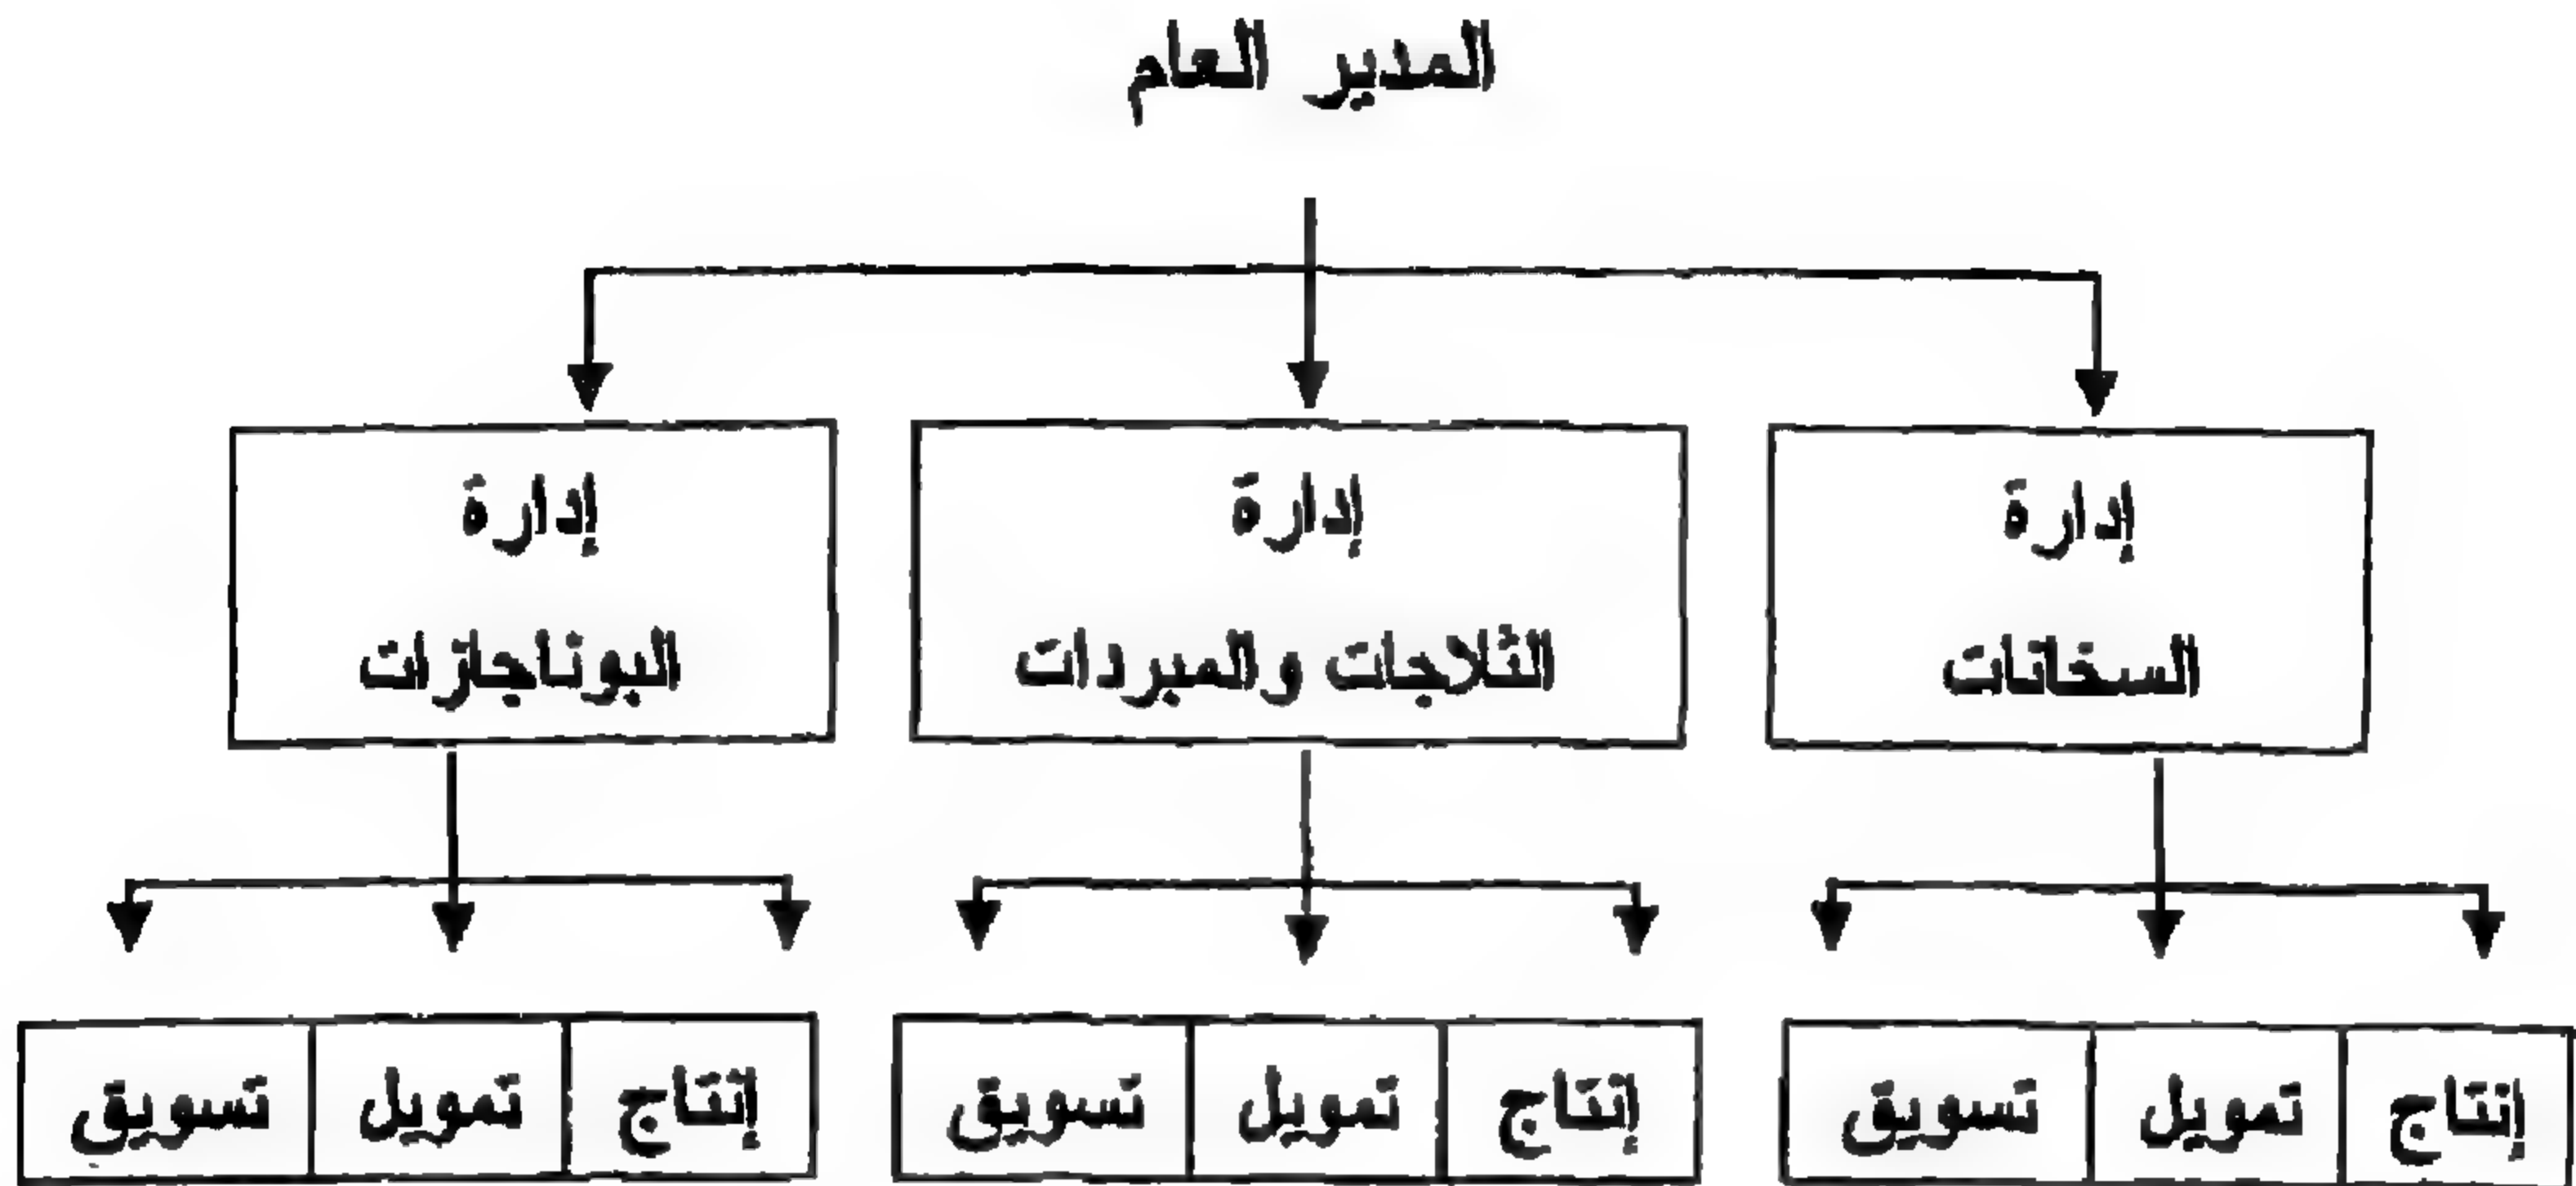 المدير العام
إدارة
السخانات
إدارة
الثلاجات والمبردات
إدارة
البوناجازات
إنتاج تمويل تسويق
إنتاج تمويل تسويق
إنتاج تمويل تسويق